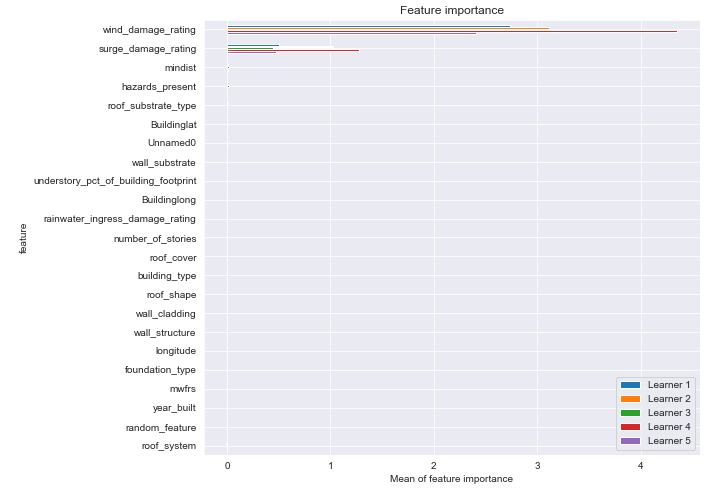 Feature importance
wind_damage_rating
surge_damage_rating
mindist
hazards_present
roof_substrate_type
Buildinglat
Unnamed0
wall_substrate
understory_pct_of_building_footprint
Buildinglong
rainwater_ingress_damage_rating
number_of_stories
roof_cover
building_type
roof_shape
wall_cladding
wall_structure
longitude
foundation_type
mwfrs
year_built
random_feature
roof_system
feature
Learner 1
Learner 2
Learner 3
Learner 4
Learner 5
0 1 2 3 4
Mean of feature importance